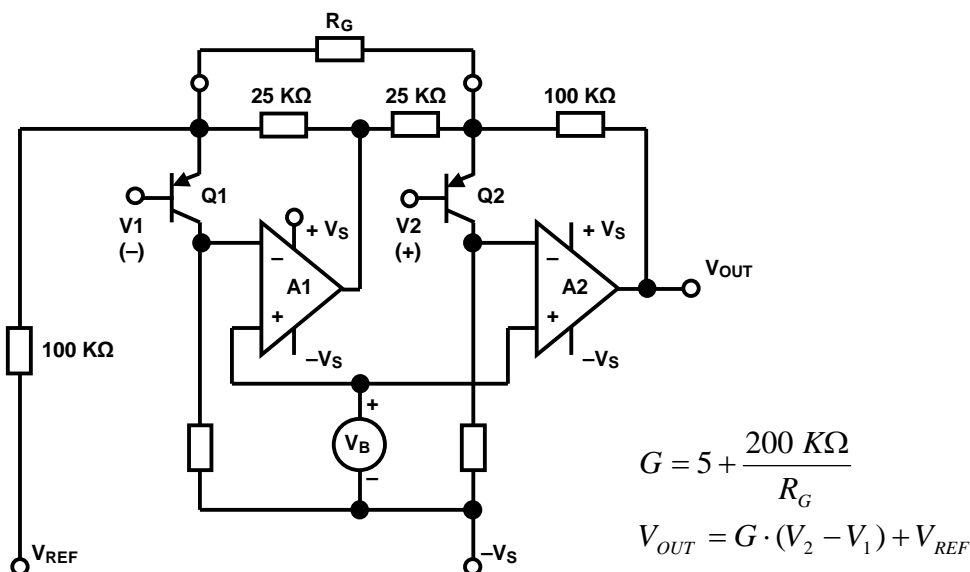 RG
25 KΩ
25 KΩ
100 KΩ
Q1
Q2
V1
(–)
+ VS
V2
(+)
+ VS
–
–
A1
A2
VOUT
+
+
100 KΩ
–VS
–VS
+
VB
–
VREF
–VS
G = 5 + 200 KΩ / RG
VOUT = G · (V2 – V1) + VREF